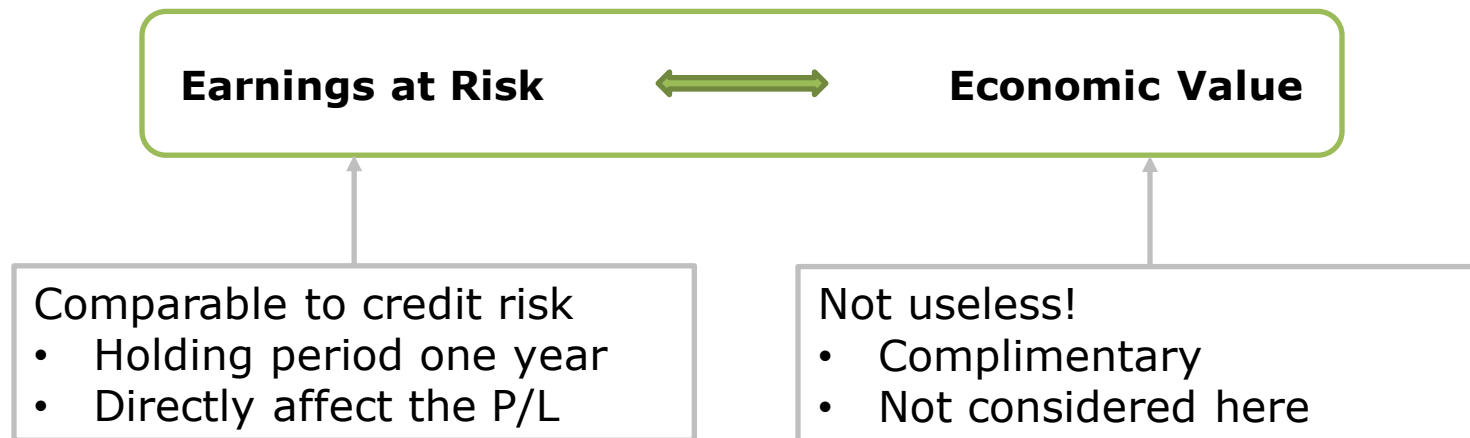 Earnings at Risk
Economic Value
Comparable to credit risk
• Holding period one year
• Directly affect the P/L
Not useless!
• Complimentary
• Not considered here